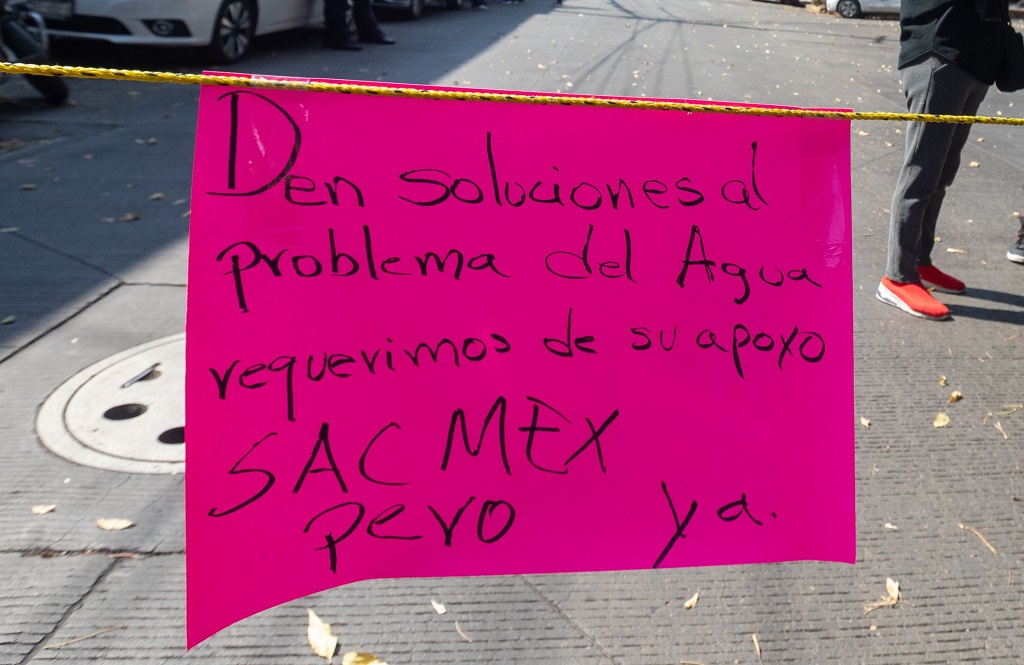 Den soluciones al
problema del Agua
requerimos de su apoyo
SACMEX
pero ya.